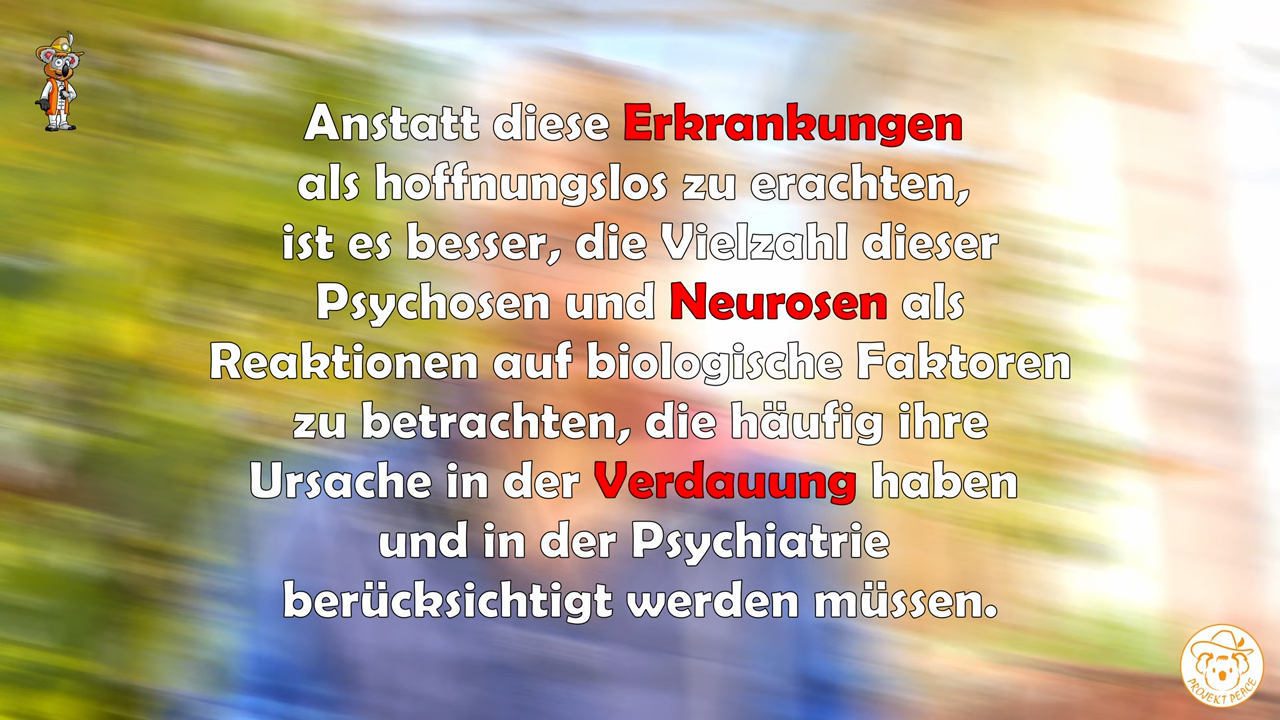 Anstatt diese Erkrankungen
als hoffnungslos zu erachten,
ist es besser, die Vielzahl dieser
Psychosen und Neurosen als
Reaktionen auf biologische Faktoren
zu betrachten, die häufig ihre
Ursache in der Verdauung haben
und in der Psychiatrie
berücksichtigt werden müssen.
PROJEKT PEACE